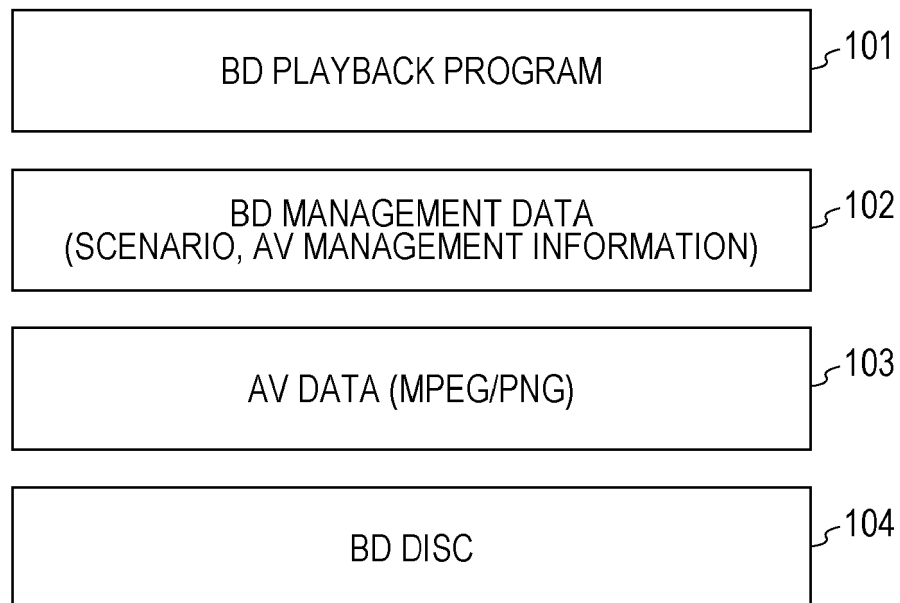 BD PLAYBACK PROGRAM
101
BD MANAGEMENT DATA
(SCENARIO, AV MANAGEMENT INFORMATION)
102
AV DATA (MPEG/PNG)
103
BD DISC
104